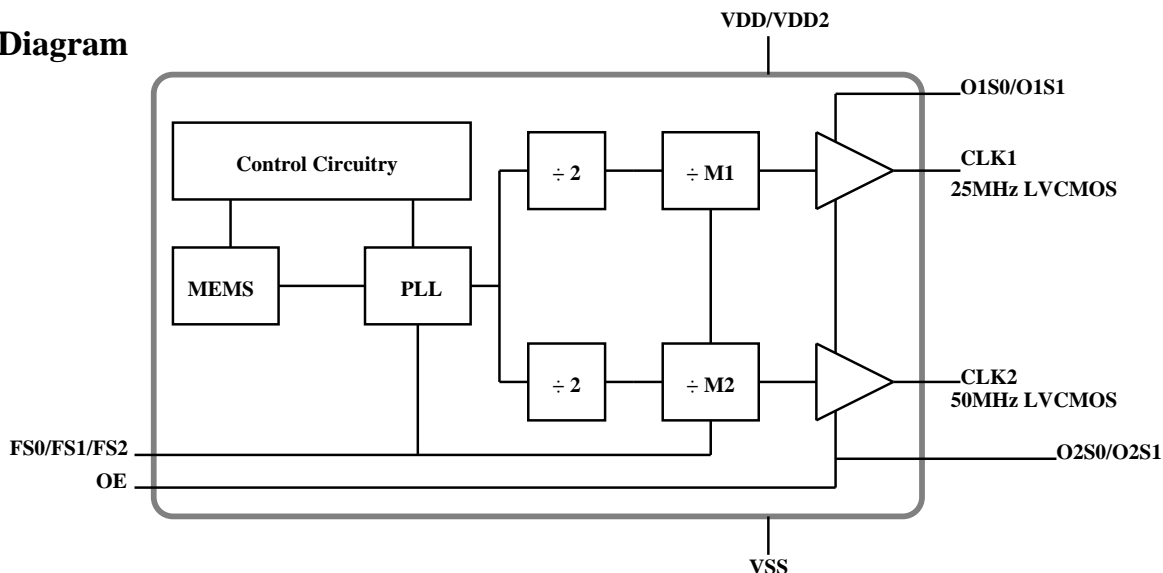 Diagram
VDD/VDD2
O1S0/O1S1
Control Circuitry
÷ 2
÷ M1
CLK1
25MHz LVCMOS
MEMS
PLL
÷ 2
÷ M2
CLK2
50MHz LVCMOS
FS0/FS1/FS2
O2S0/O2S1
OE
VSS